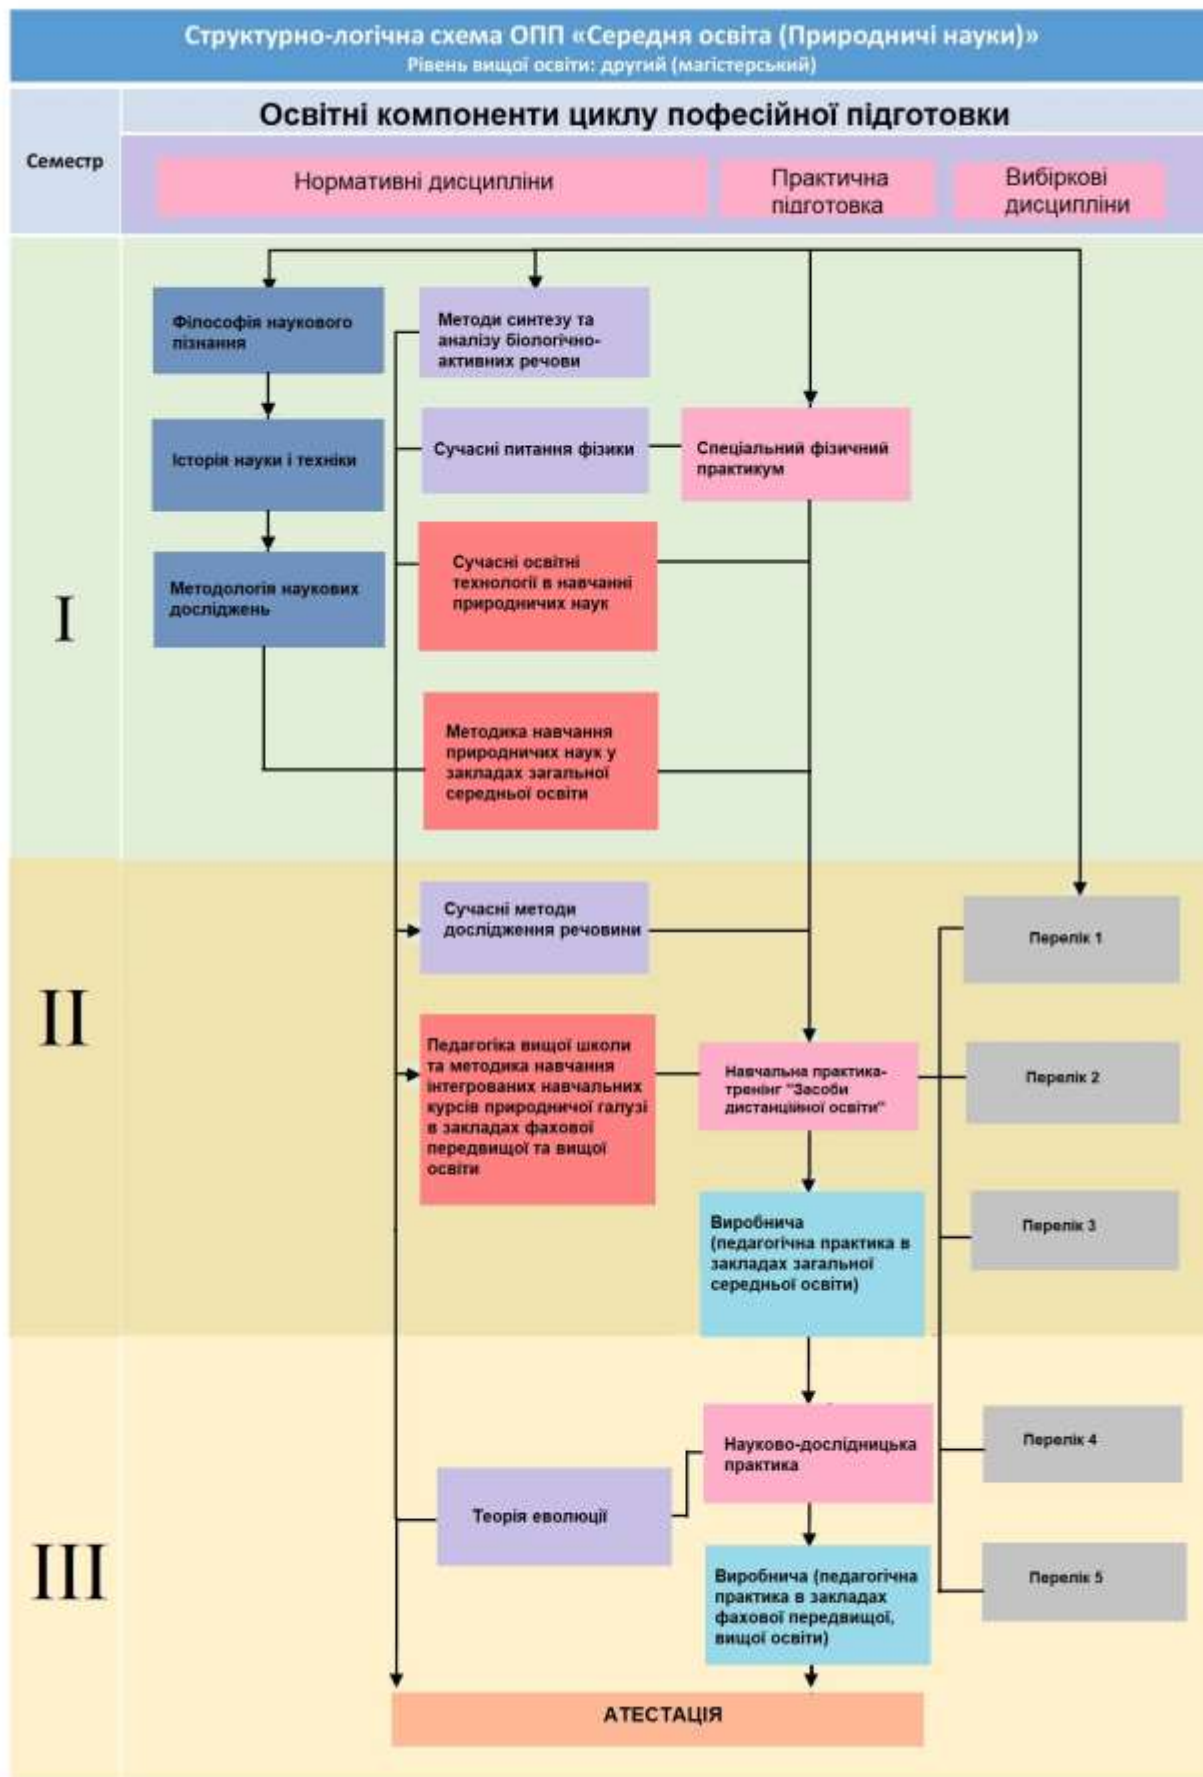 Структурно-логічна схема ОПП «Середня освіта (Природничі науки)»
Рівень вищої освіти: другий (магістерський)
Семестр
Освітні компоненти циклу пофесійної підготовки
Нормативні дисципліни
Практична
підготовка
Вибіркові
дисципліни
I
Філософія наукового
пізнання
Методи синтезу та
аналізу біологічно-
активних речови
Історія науки і техніки
Сучасні питання фізики
Спеціальний фізичний
практикум
Методологія наукових
досліджень
Сучасні освітні
технології в навчанні
природничих наук
Методика навчання
природничих наук у
закладах загальної
середньої освіти
II
Сучасні методи
дослідження речовини
Перелік 1
Педагогіка вищої школи
та методика навчання
інтегрованих навчальних
курсів природничої галузі
в закладах фахової
передвищої та вищої
освіти
Навчальна практика-
тренінг "Засоби
дистанційної освіти"
Перелік 2
Виробнича
(педагогічна практика в
закладах загальної
середньої освіти)
Перелік 3
III
Науково-дослідницька
практика
Перелік 4
Теорія еволюції
Виробнича (педагогічна
практика в закладах
фахової передвищої,
вищої освіти)
Перелік 5
АТЕСТАЦІЯ